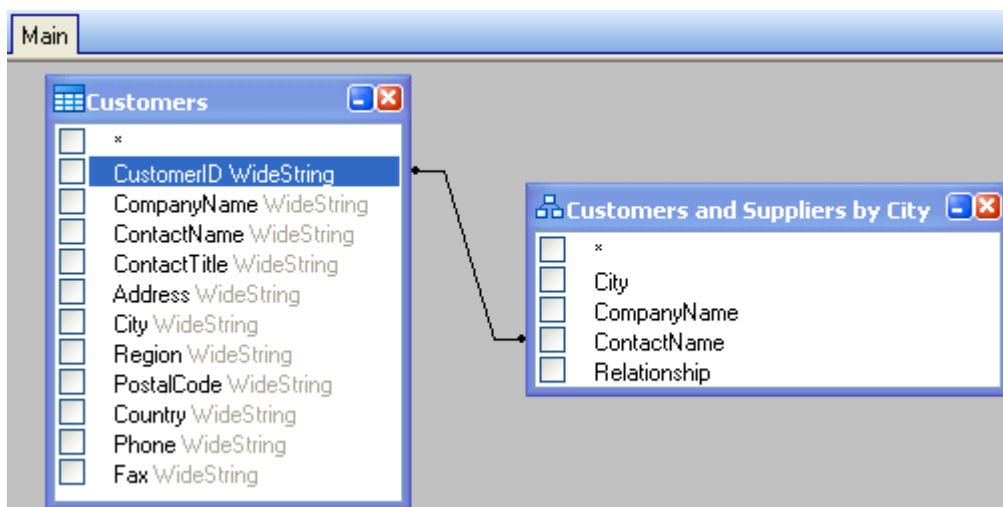 Main
Customers
*
CustomerID WideString
CompanyName WideString
ContactName WideString
ContactTitle WideString
Address WideString
City WideString
Region WideString
PostalCode WideString
Country WideString
Phone WideString
Fax WideString
Customers and Suppliers by City
*
City
CompanyName
ContactName
Relationship